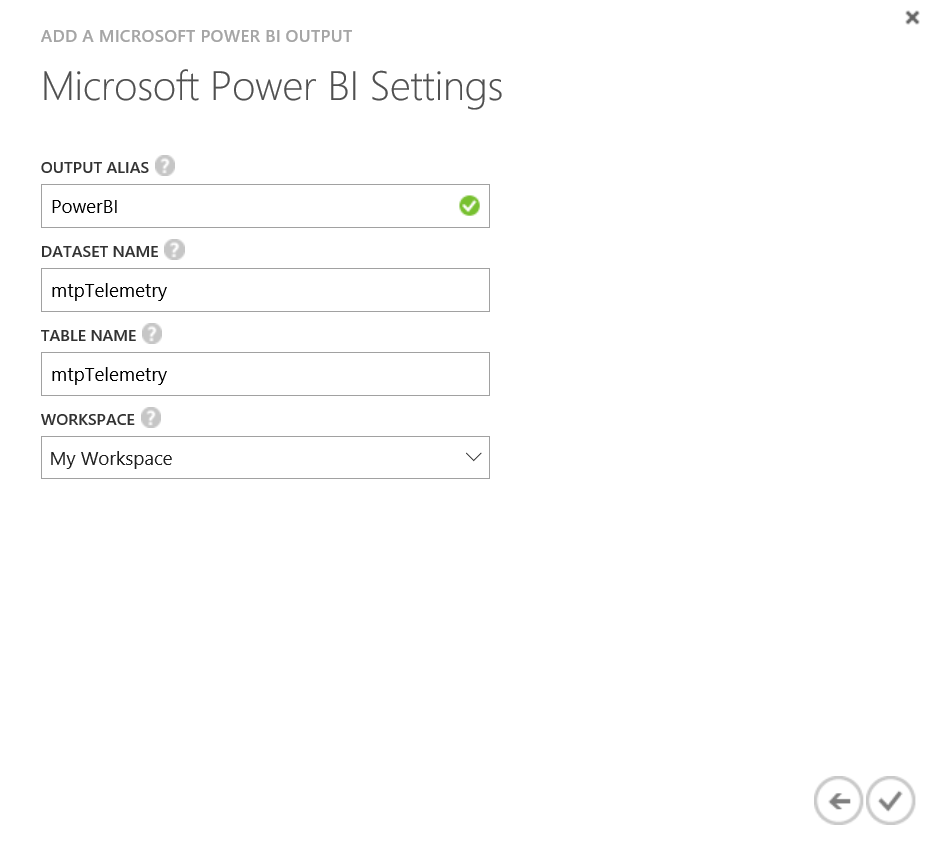 ADD A MICROSOFT POWER BI OUTPUT
Microsoft Power BI Settings
OUTPUT ALIAS ?
PowerBI
DATASET NAME ?
mtpTelemetry
TABLE NAME ?
mtpTelemetry
WORKSPACE ?
My Workspace